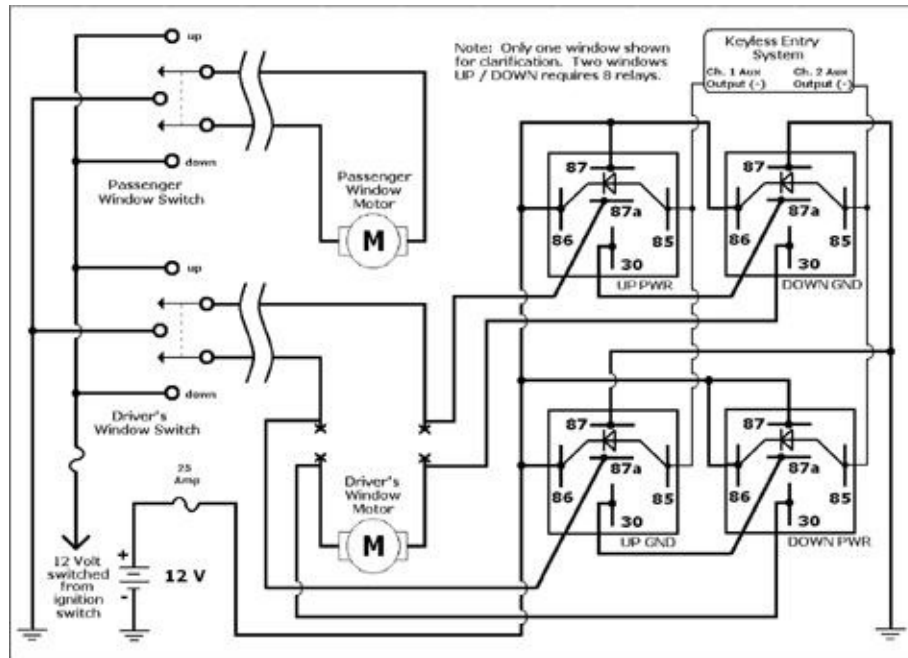 up
Note: Only one window shown
for clarification. Two windows
UP / DOWN requires 8 relays.
Keyless Entry
System
Ch. 1 Aux
Output (-)
Ch. 2 Aux
Output (-)
down
Passenger
Window Switch
Passenger
Window
Motor
M
87
87a
86
85
30
UP PWR
87
87a
86
85
30
DOWN GND
up
down
Driver's
Window Switch
25
Amp
12 Volt
switched
from
ignition
switch
+
-
12 V
Driver's
Window
Motor
M
87
87a
86
85
30
UP GND
87
87a
86
85
30
DOWN PWR